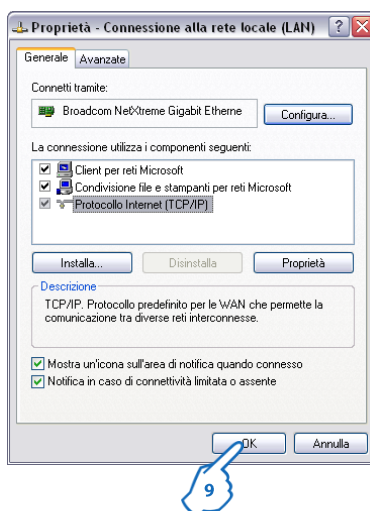 Proprietà - Connessione alla rete locale (LAN)
Generale
Avanzate
Connetti tramite:
Broadcom NetXtreme Gigabit Etherne
Configura...
La connessione utilizza i componenti seguenti:
Client per reti Microsoft
Condivisione file e stampanti per reti Microsoft
Protocollo Internet (TCP/IP)
Installa...
Disinstalla
Proprietà
Descrizione
TCP/IP. Protocollo predefinito per le WAN che permette la
comunicazione tra diverse reti interconnesse.
Mostra un'icona sull'area di notifica quando connesso
Notifica in caso di connettività limitata o assente
OK
Annulla
9